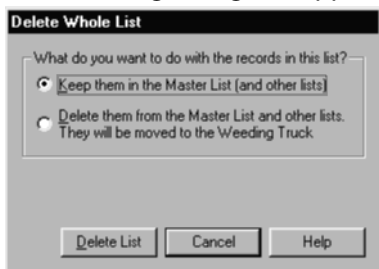 Delete Whole List
What do you want to do with the records in this list?
Keep them in the Master List (and other lists)
Delete them from the Master List and other lists.
They will be moved to the Weeding Truck
Delete List Cancel Help